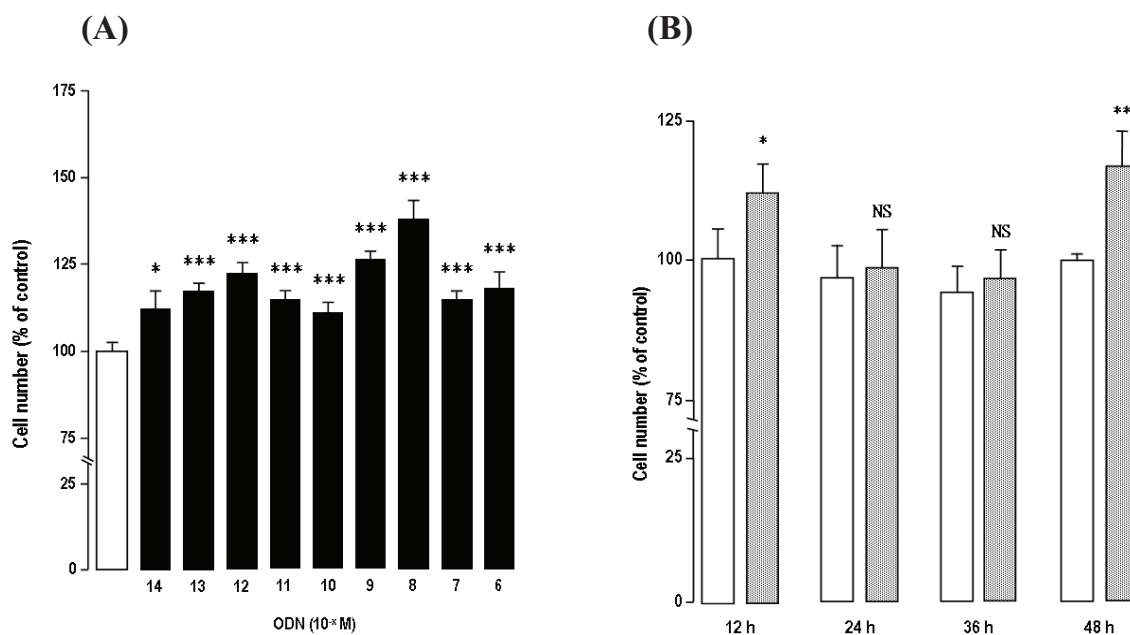 (A)
Cell number (% of control)
175
150
125
100
75
25
0
*
***
***
***
***
***
***
***
***
14 13 12 11 10 9 8 7 6
ODN (10⁻ˣ M)
(B)
Cell number (% of control)
125
100
75
25
0
*
NS
NS
**
12 h 24 h 36 h 48 h